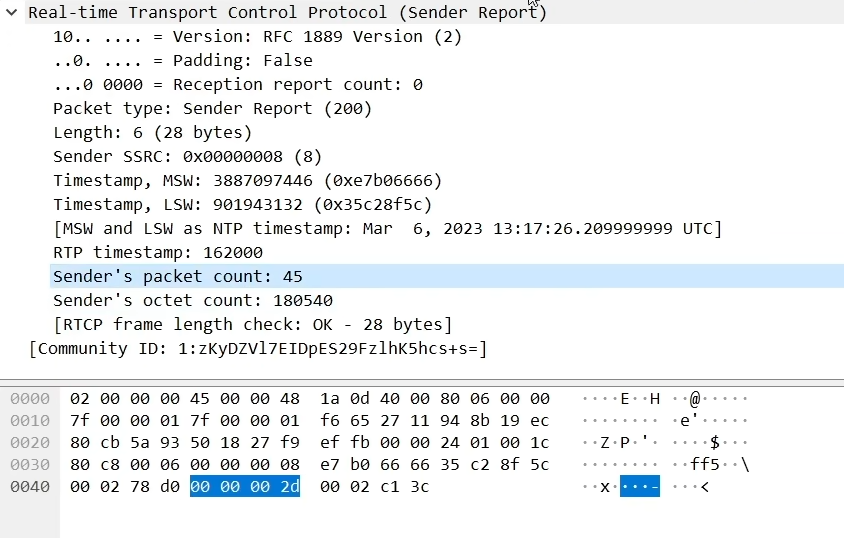 Real-time Transport Control Protocol (Sender Report)
10.. .... = Version: RFC 1889 Version (2)
..0. .... = Padding: False
...0 0000 = Reception report count: 0
Packet type: Sender Report (200)
Length: 6 (28 bytes)
Sender SSRC: 0x00000008 (8)
Timestamp, MSW: 3887097446 (0xe7b06666)
Timestamp, LSW: 901943132 (0x35c28f5c)
[MSW and LSW as NTP timestamp: Mar  6, 2023 13:17:26.209999999 UTC]
RTP timestamp: 162000
Sender's packet count: 45
Sender's octet count: 180540
[RTCP frame length check: OK - 28 bytes]
[Community ID: 1:zKyDZVl7EIDpES29FzlhK5hcs+s=]
0000 02 00 00 00 45 00 00 48 1a 0d 40 00 80 06 00 00 ····E··H ··@·····
0010 7f 00 00 01 7f 00 00 01 f6 65 27 11 94 8b 19 ec ········ ·e'·····
0020 80 cb 5a 93 50 18 27 f9 ef fb 00 00 24 01 00 1c ··Z·P·'· ····$···
0030 80 c8 00 06 00 00 00 08 e7 b0 66 66 35 c2 8f 5c ········ ··ff5··\
0040 00 02 78 d0 00 00 00 2d 00 02 c1 3c ··x····- ···<